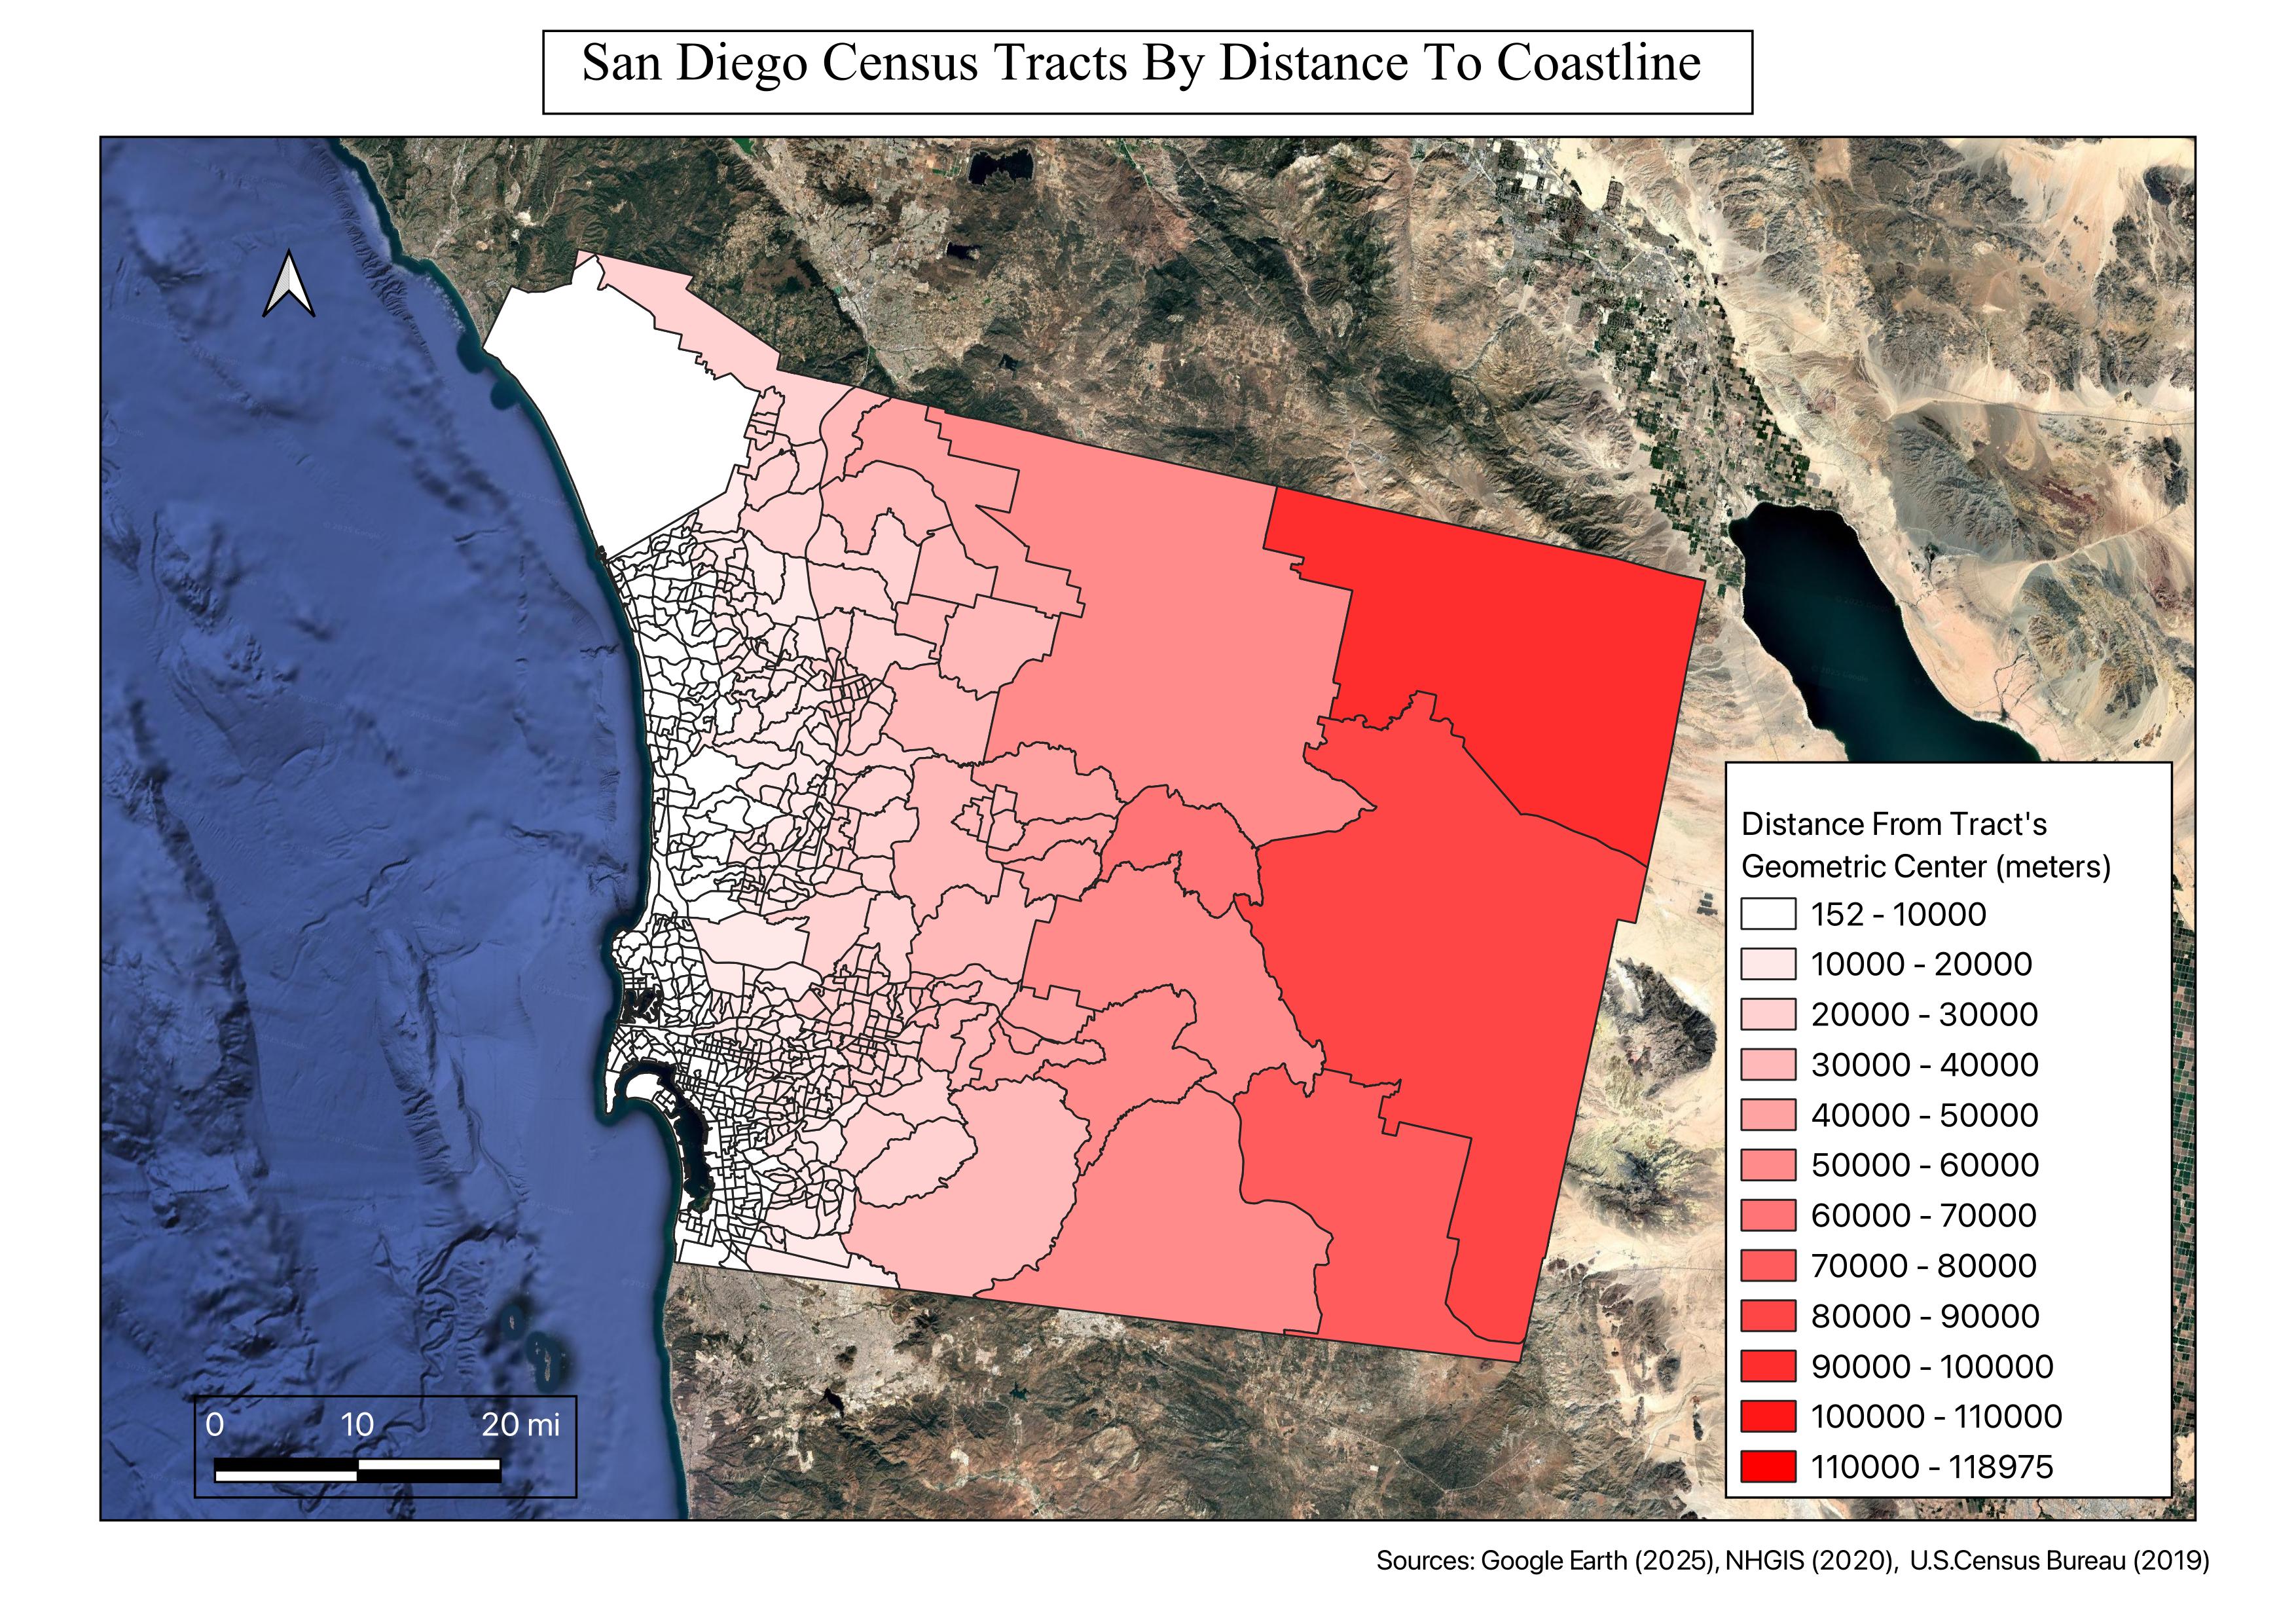 San Diego Census Tracts By Distance To Coastline
Distance From Tract's
Geometric Center (meters)
152 - 10000
10000 - 20000
20000 - 30000
30000 - 40000
40000 - 50000
50000 - 60000
60000 - 70000
70000 - 80000
80000 - 90000
90000 - 100000
100000 - 110000
110000 - 118975
0 10 20 mi
Sources: Google Earth (2025), NHGIS (2020), U.S.Census Bureau (2019)